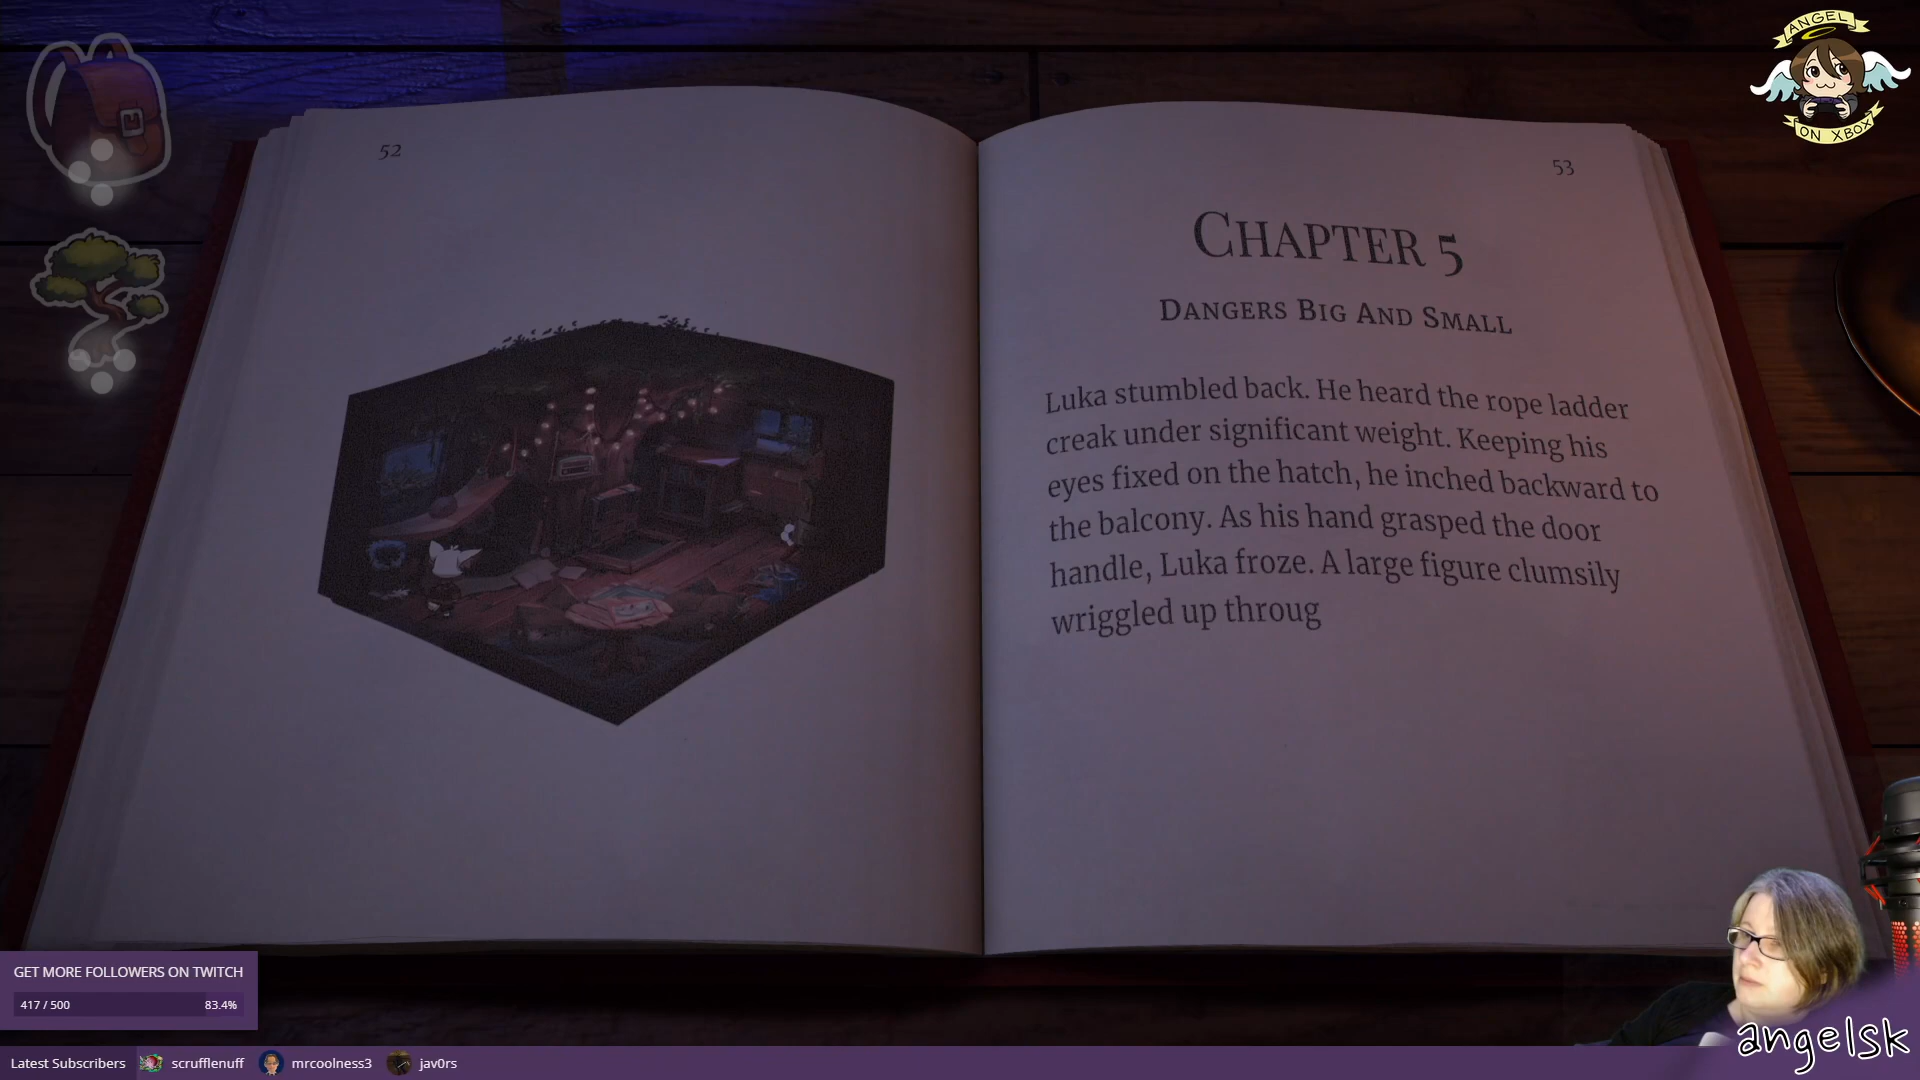 52
53
CHAPTER 5
DANGERS BIG AND SMALL
Luka stumbled back. He heard the rope ladder
creak under significant weight. Keeping his
eyes fixed on the hatch, he inched backward to
the balcony. As his hand grasped the door
handle, Luka froze. A large figure clumsily
wriggled up throug
ANGEL
ON XBOX
GET MORE FOLLOWERS ON TWITCH
417 / 500 83.4%
Latest Subscribers scrufflenuff mrcoolness3 jav0rs
angelsk